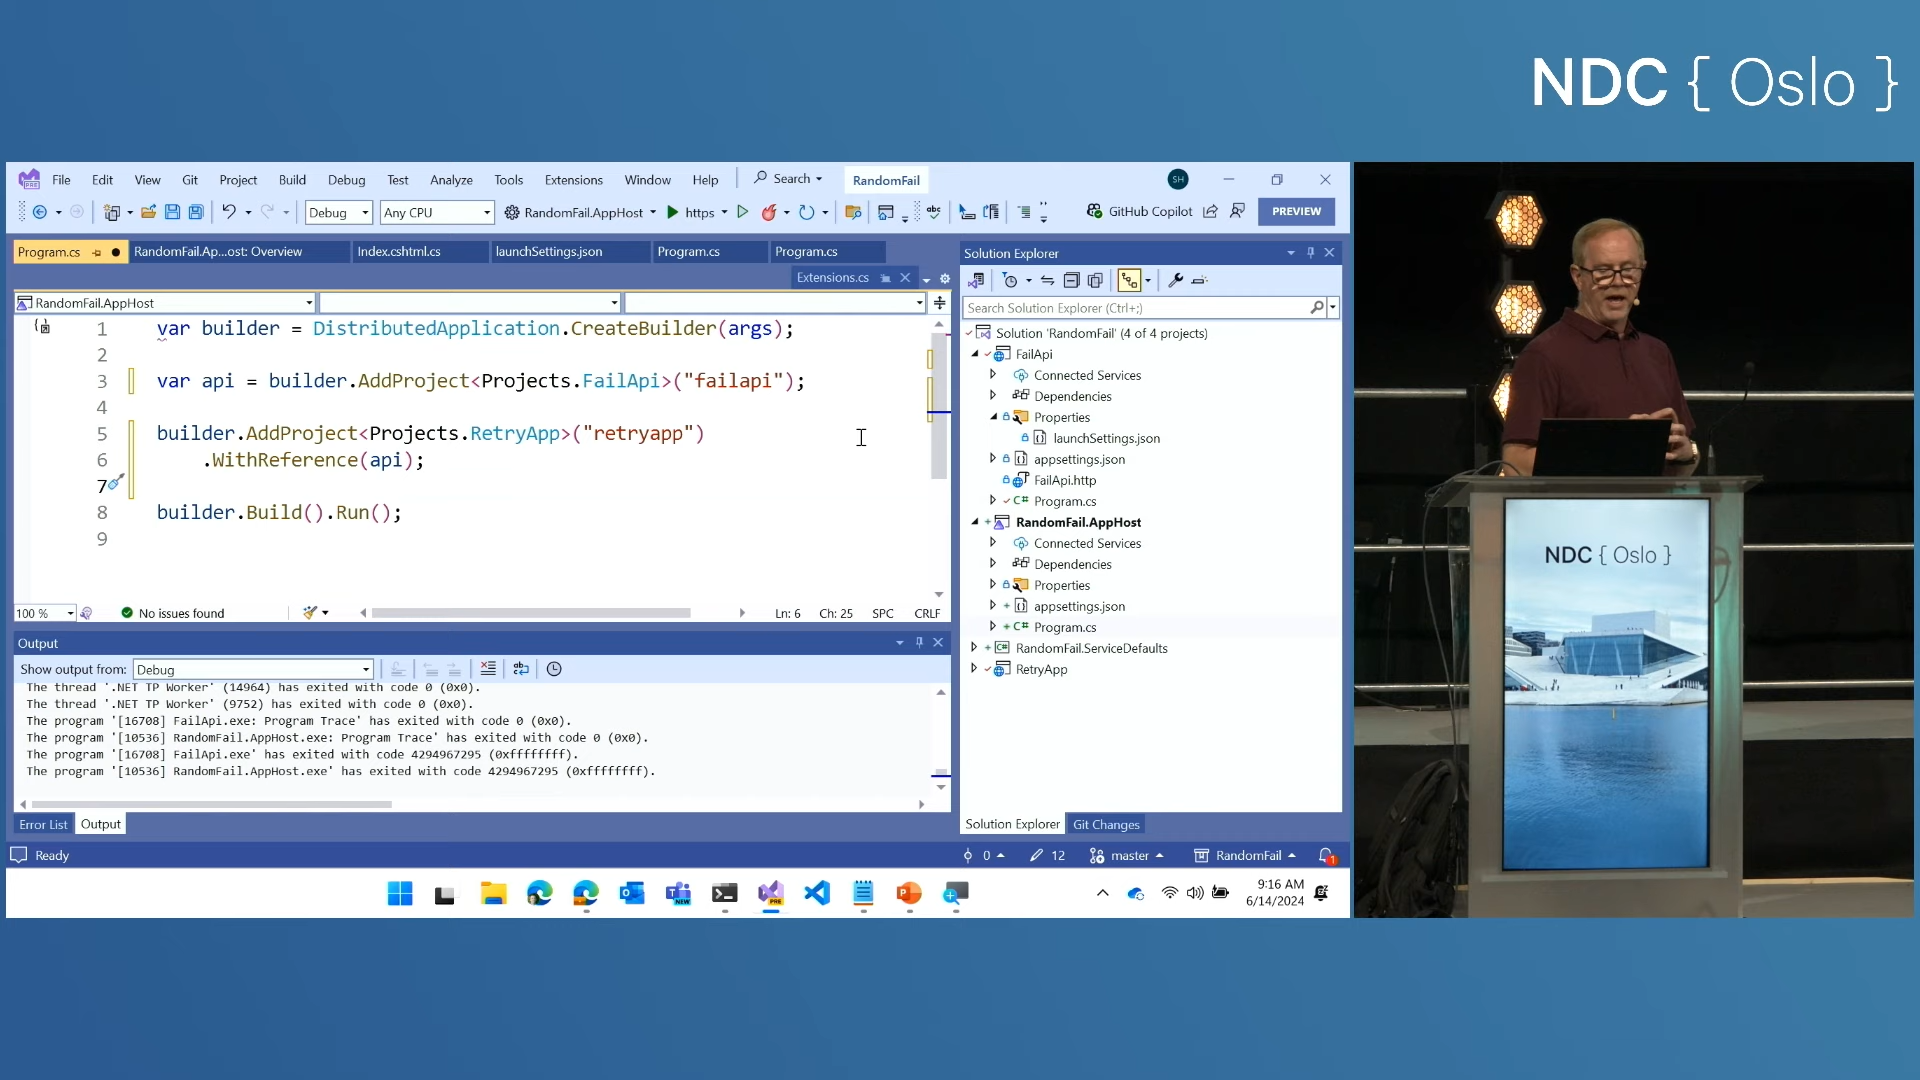 NDC { Oslo }
File Edit View Git Project Build Debug Test Analyze Tools Extensions Window Help Search RandomFail SH
Debug Any CPU RandomFail.AppHost https GitHub Copilot PREVIEW
Program.cs RandomFail.Ap...ost: Overview Index.cshtml.cs launchSettings.json Program.cs Program.cs
Extensions.cs
RandomFail.AppHost
1 var builder = DistributedApplication.CreateBuilder(args);
2
3 var api = builder.AddProject<Projects.FailApi>("failapi");
4
5 builder.AddProject<Projects.RetryApp>("retryapp")
6 .WithReference(api);
7
8 builder.Build().Run();
9
100 % No issues found Ln: 6 Ch: 25 SPC CRLF
Output
Show output from: Debug
The thread '.NET TP Worker' (14964) has exited with code 0 (0x0).
The thread '.NET TP Worker' (9752) has exited with code 0 (0x0).
The program '[16708] FailApi.exe: Program Trace' has exited with code 0 (0x0).
The program '[10536] RandomFail.AppHost.exe: Program Trace' has exited with code 0 (0x0).
The program '[16708] FailApi.exe' has exited with code 4294967295 (0xffffffff).
The program '[10536] RandomFail.AppHost.exe' has exited with code 4294967295 (0xffffffff).
Error List Output
Solution Explorer
Search Solution Explorer (Ctrl+;)
Solution 'RandomFail' (4 of 4 projects)
FailApi
Connected Services
Dependencies
Properties
launchSettings.json
appsettings.json
FailApi.http
C# Program.cs
RandomFail.AppHost
Connected Services
Dependencies
Properties
appsettings.json
C# Program.cs
C# RandomFail.ServiceDefaults
RetryApp
Solution Explorer Git Changes
Ready 0 12 master RandomFail 1
9:16 AM
6/14/2024
NDC { Oslo }